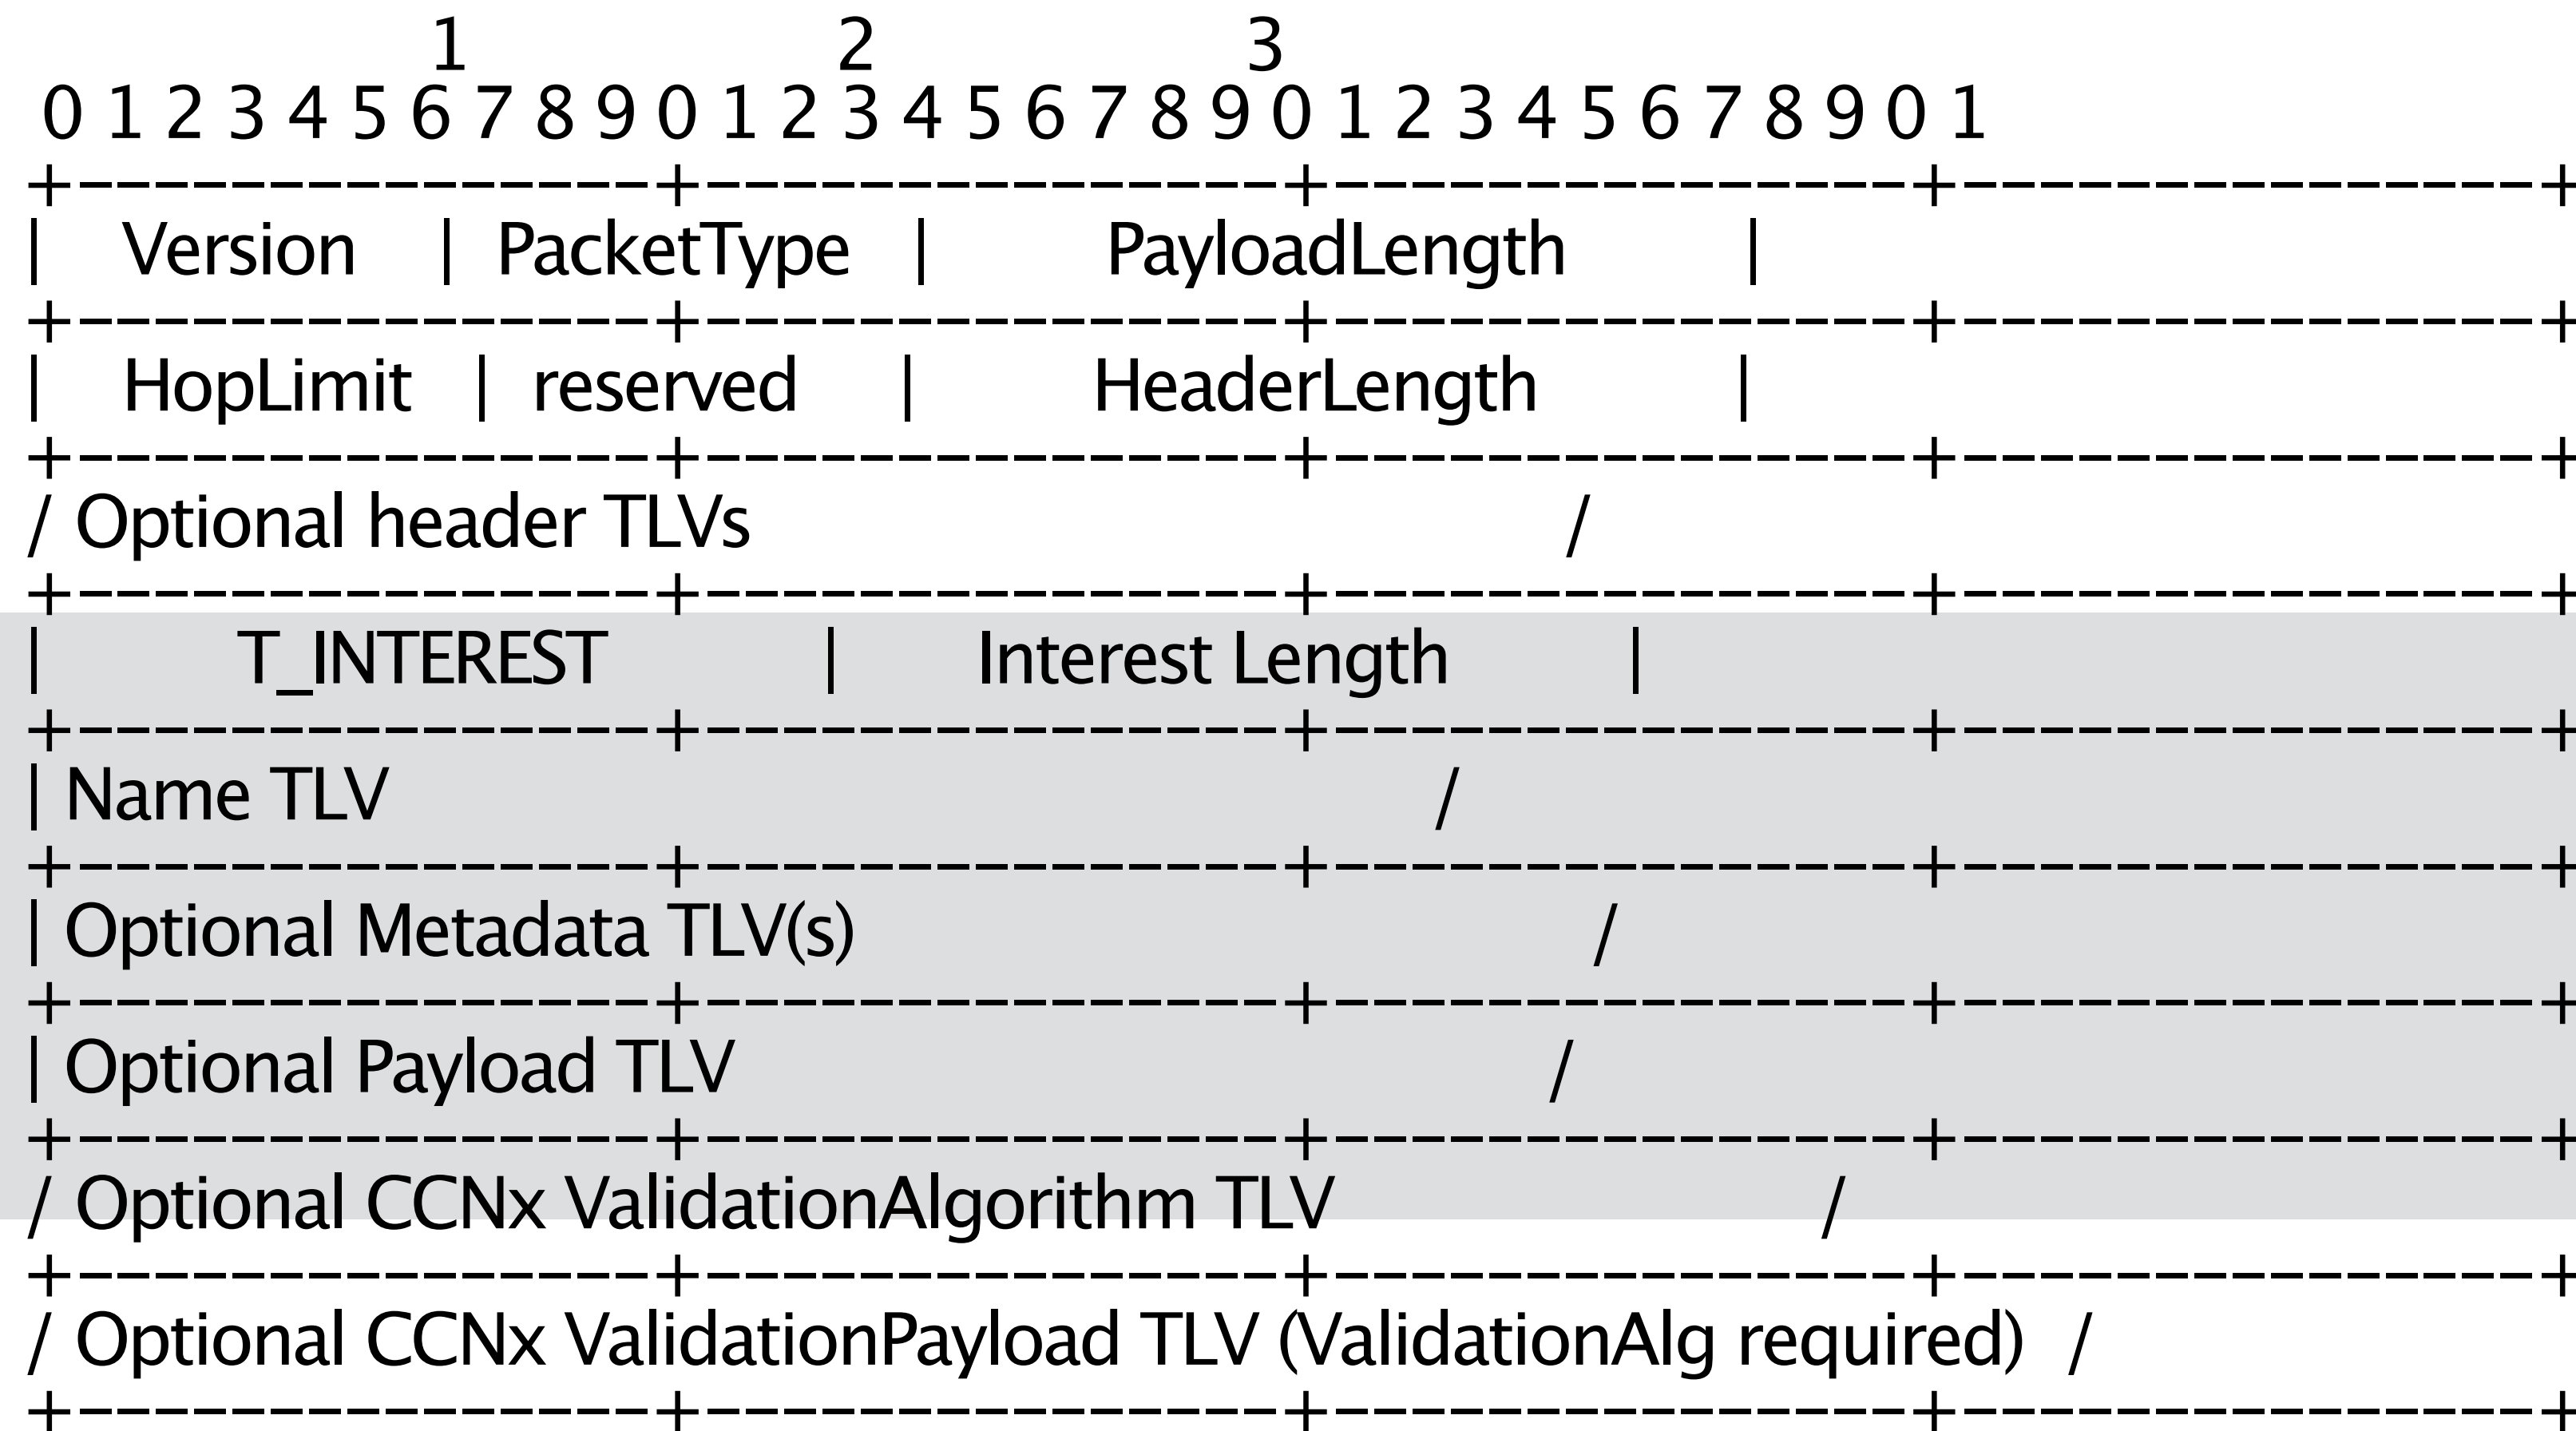 1 2 3
0 1 2 3 4 5 6 7 8 9 0 1 2 3 4 5 6 7 8 9 0 1 2 3 4 5 6 7 8 9 0 1
+---------------+---------------+---------------+---------------+
| Version | PacketType | PayloadLength |
+---------------+---------------+---------------+---------------+
| HopLimit | reserved | HeaderLength |
+---------------+---------------+---------------+---------------+
/ Optional header TLVs /
+---------------+---------------+---------------+---------------+
| T_INTEREST | Interest Length |
+---------------+---------------+---------------+---------------+
| Name TLV /
+---------------+---------------+---------------+---------------+
| Optional Metadata TLV(s) /
+---------------+---------------+---------------+---------------+
| Optional Payload TLV /
+---------------+---------------+---------------+---------------+
/ Optional CCNx ValidationAlgorithm TLV /
+---------------+---------------+---------------+---------------+
/ Optional CCNx ValidationPayload TLV (ValidationAlg required) /
+---------------+---------------+---------------+---------------+